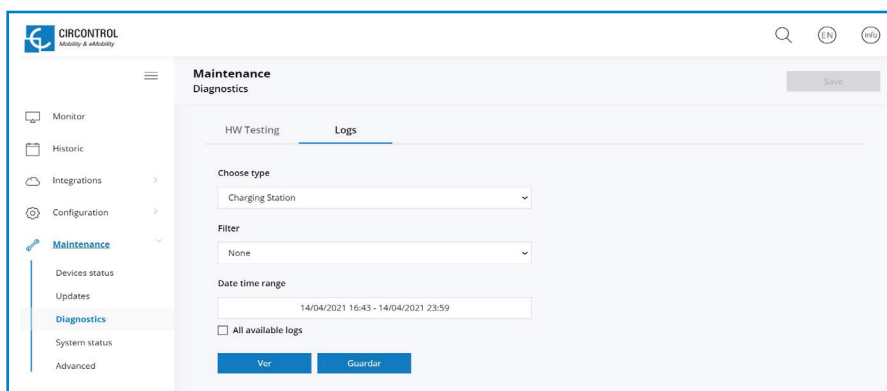 CIRCONTROL
Mobility & eMobility
EN
info
Maintenance
Diagnostics
Save
Monitor
Historic
Integrations
Configuration
Maintenance
Devices status
Updates
Diagnostics
System status
Advanced
HW Testing
Logs
Choose type
Charging Station
Filter
None
Date time range
14/04/2021 16:43 - 14/04/2021 23:59
All available logs
Ver
Guardar